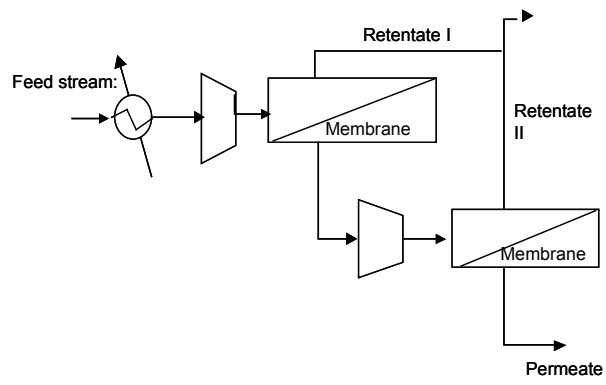 Retentate I
Feed stream:
Membrane
Retentate
II
Membrane
Permeate